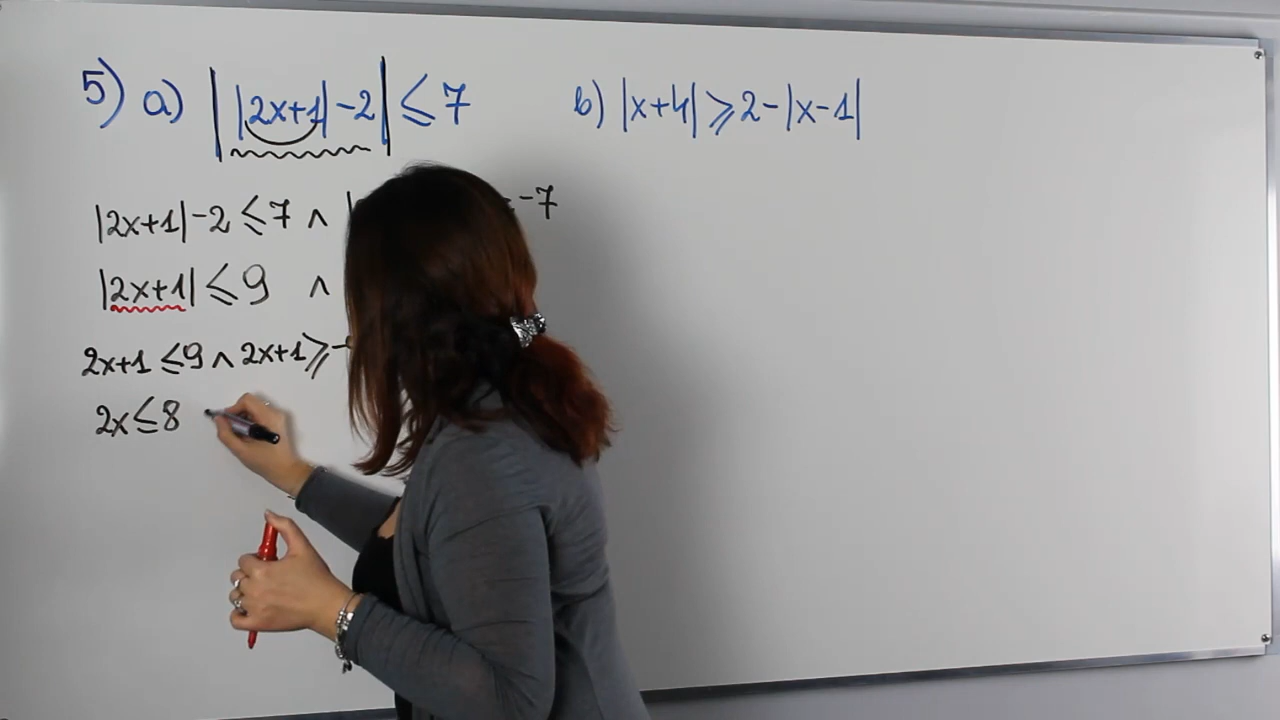 5) a) ||2x+1|-2| ≤ 7
b) |x+4| ≥ 2-|x-1|
|2x+1|-2 ≤ 7 ∧ | -7
|2x+1| ≤ 9 ∧
2x+1 ≤ 9 ∧ 2x+1 ≥ -
2x ≤ 8